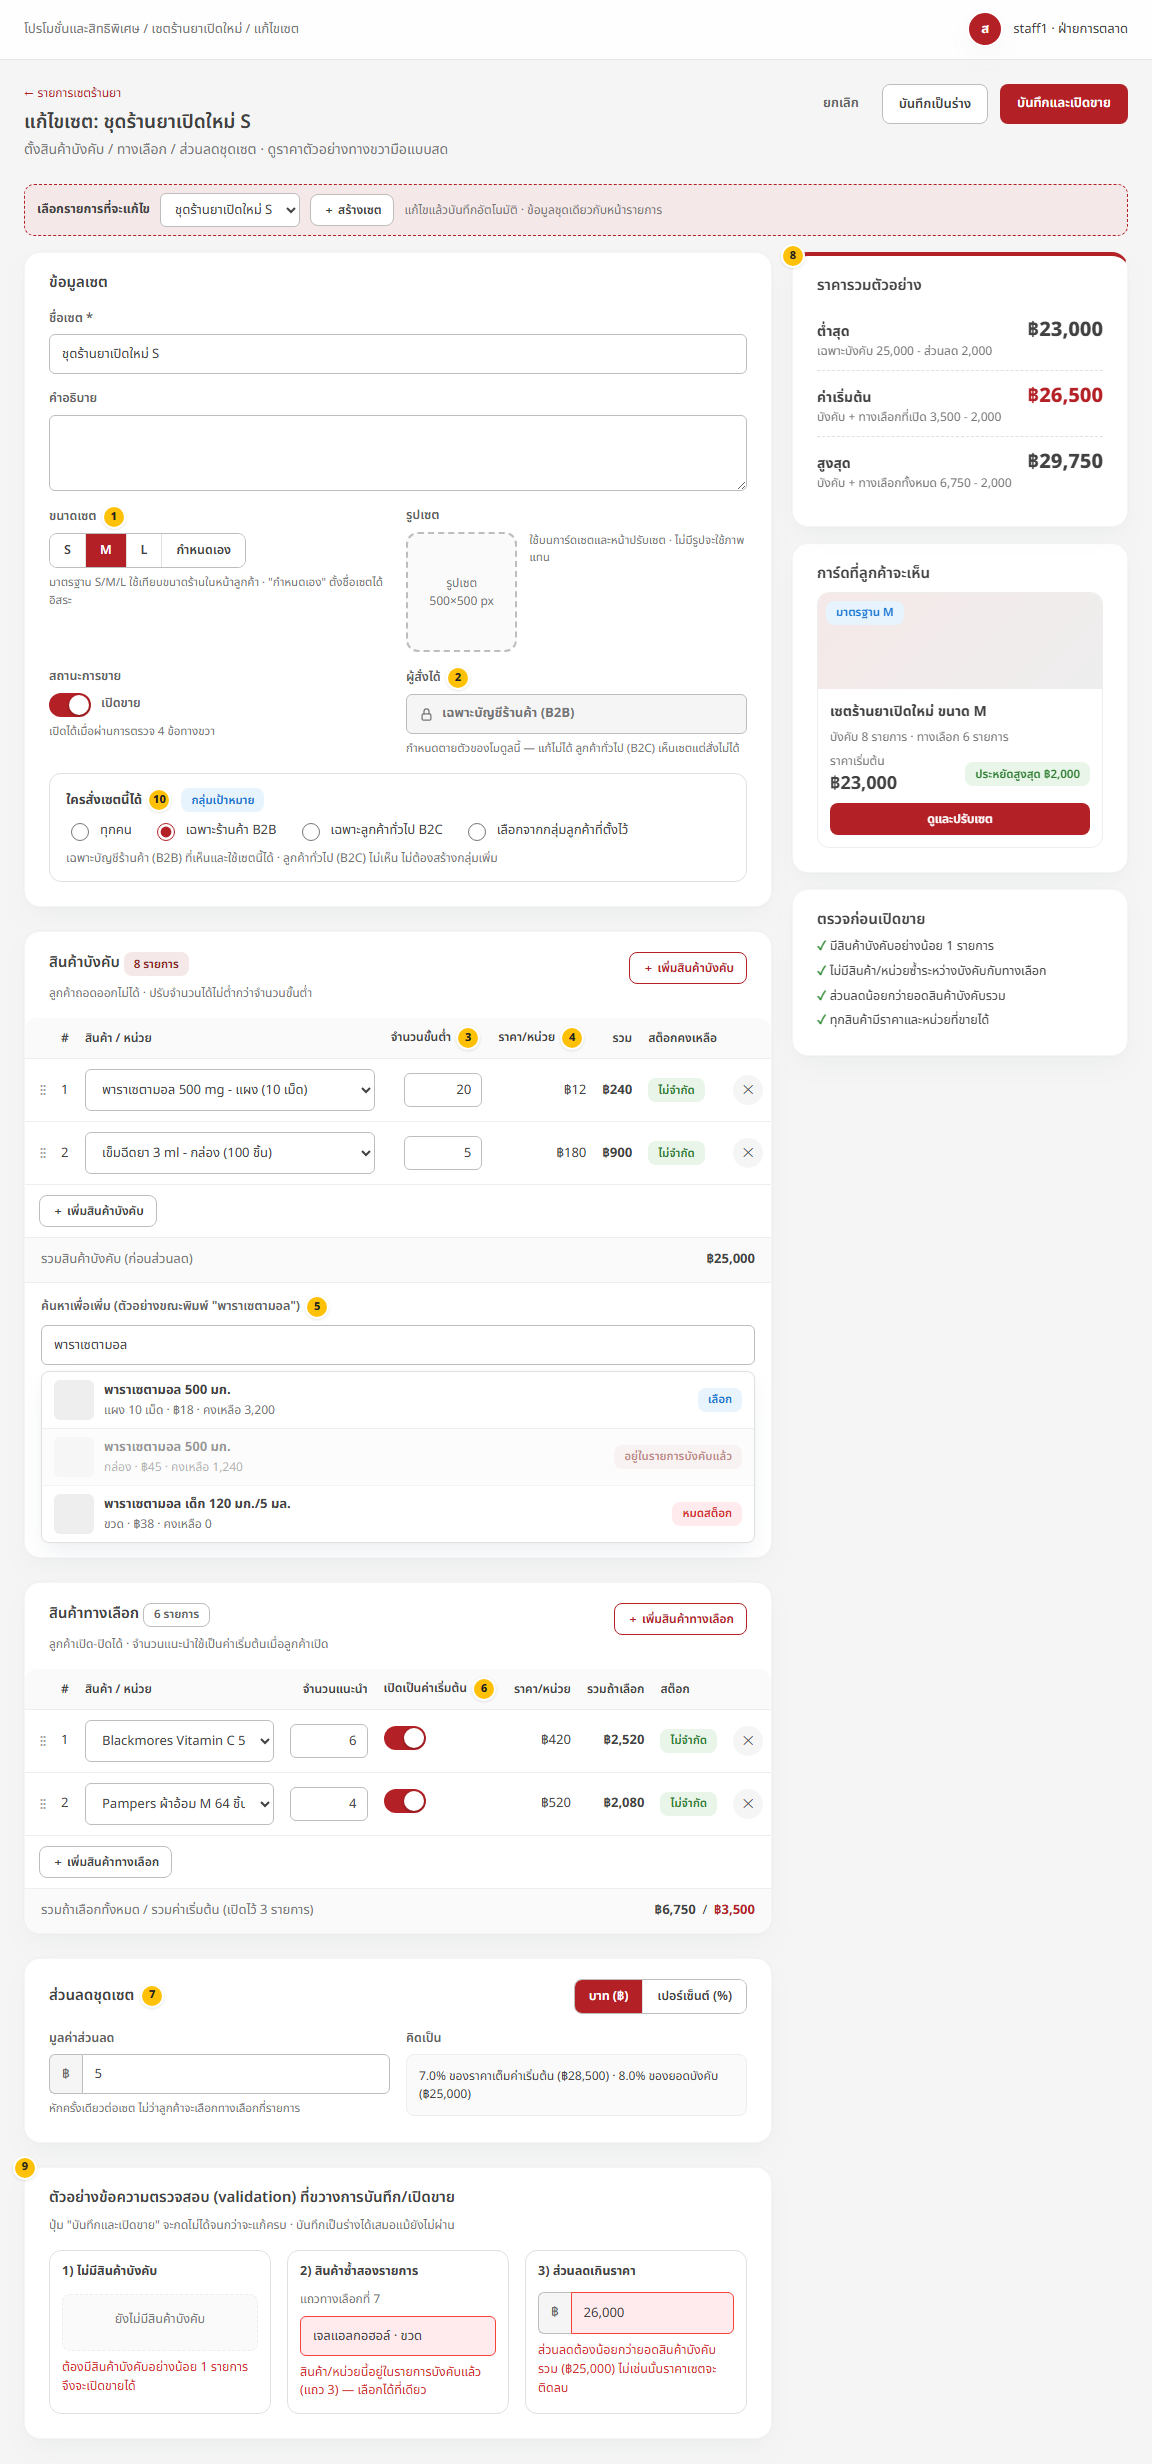 โปรโมชั่นและสิทธิพิเศษ / เซตร้านยาเปิดใหม่ / แก้ไขเซต
ส staff1 · ฝ่ายการตลาด
← รายการเซตร้านยา
แก้ไขเซต: ชุดร้านยาเปิดใหม่ S
ตั้งสินค้าบังคับ / ทางเลือก / ส่วนลดชุดเซต · ดูราคาตัวอย่างทางขวามือแบบสด
ยกเลิก บันทึกเป็นร่าง บันทึกและเปิดขาย
เลือกรายการที่จะแก้ไข ชุดร้านยาเปิดใหม่ S + สร้างเซต แก้ไขแล้วบันทึกอัตโนมัติ · ข้อมูลชุดเดียวกับหน้ารายการ
ข้อมูลเซต
ชื่อเซต *
ชุดร้านยาเปิดใหม่ S
คำอธิบาย
ขนาดเซต 1
S M L กำหนดเอง
มาตรฐาน S/M/L ใช้เทียบขนาดร้านในหน้าลูกค้า · "กำหนดเอง" ตั้งชื่อเซตได้
อิสระ
รูปเซต
รูปเซต
500×500 px
ใช้บนการ์ดเซตและหน้าปรับเซต · ไม่มีรูปจะใช้ภาพ
แทน
สถานะการขาย
เปิดขาย
เปิดได้เมื่อผ่านการตรวจ 4 ข้อทางขวา
ผู้สั่งได้ 2
เฉพาะบัญชีร้านค้า (B2B)
กำหนดตายตัวของโมดูลนี้ — แก้ไม่ได้ ลูกค้าทั่วไป (B2C) เห็นเซตแต่สั่งไม่ได้
ใครสั่งเซตนี้ได้ 10 กลุ่มเป้าหมาย
ทุกคน เฉพาะร้านค้า B2B เฉพาะลูกค้าทั่วไป B2C เลือกจากกลุ่มลูกค้าที่ตั้งไว้
เฉพาะบัญชีร้านค้า (B2B) ที่เห็นและใช้เซตนี้ได้ · ลูกค้าทั่วไป (B2C) ไม่เห็น ไม่ต้องสร้างกลุ่มเพิ่ม
8
ราคารวมตัวอย่าง
ต่ำสุด ฿23,000
เฉพาะบังคับ 25,000 - ส่วนลด 2,000
ค่าเริ่มต้น ฿26,500
บังคับ + ทางเลือกที่เปิด 3,500 - 2,000
สูงสุด ฿29,750
บังคับ + ทางเลือกทั้งหมด 6,750 - 2,000
การ์ดที่ลูกค้าจะเห็น
มาตรฐาน M
เซตร้านยาเปิดใหม่ ขนาด M
บังคับ 8 รายการ · ทางเลือก 6 รายการ
ราคาเริ่มต้น
฿23,000 ประหยัดสูงสุด ฿2,000
ดูและปรับเซต
ตรวจก่อนเปิดขาย
✓ มีสินค้าบังคับอย่างน้อย 1 รายการ
✓ ไม่มีสินค้า/หน่วยซ้ำระหว่างบังคับกับทางเลือก
✓ ส่วนลดน้อยกว่ายอดสินค้าบังคับรวม
✓ ทุกสินค้ามีราคาและหน่วยที่ขายได้
สินค้าบังคับ 8 รายการ + เพิ่มสินค้าบังคับ
ลูกค้าถอดออกไม่ได้ · ปรับจำนวนได้ไม่ต่ำกว่าจำนวนขั้นต่ำ
# สินค้า / หน่วย จำนวนขั้นต่ำ 3 ราคา/หน่วย 4 รวม สต็อกคงเหลือ
1 พาราเซตามอล 500 mg - แผง (10 เม็ด) 20 ฿12 ฿240 ไม่จำกัด
2 เข็มฉีดยา 3 ml - กล่อง (100 ชิ้น) 5 ฿180 ฿900 ไม่จำกัด
+ เพิ่มสินค้าบังคับ
รวมสินค้าบังคับ (ก่อนส่วนลด) ฿25,000
ค้นหาเพื่อเพิ่ม (ตัวอย่างขณะพิมพ์ "พาราเซตามอล") 5
พาราเซตามอล
พาราเซตามอล 500 มก.
แผง 10 เม็ด · ฿18 · คงเหลือ 3,200
เลือก
พาราเซตามอล 500 มก.
กล่อง · ฿45 · คงเหลือ 1,240
อยู่ในรายการบังคับแล้ว
พาราเซตามอล เด็ก 120 มก./5 มล.
ขวด · ฿38 · คงเหลือ 0
หมดสต็อก
สินค้าทางเลือก 6 รายการ + เพิ่มสินค้าทางเลือก
ลูกค้าเปิด-ปิดได้ · จำนวนแนะนำใช้เป็นค่าเริ่มต้นเมื่อลูกค้าเปิด
# สินค้า / หน่วย จำนวนแนะนำ เปิดเป็นค่าเริ่มต้น 6 ราคา/หน่วย รวมถ้าเลือก สต็อก
1 Blackmores Vitamin C 5 6 ฿420 ฿2,520 ไม่จำกัด
2 Pampers ผ้าอ้อม M 64 ชิ้น 4 ฿520 ฿2,080 ไม่จำกัด
+ เพิ่มสินค้าทางเลือก
รวมถ้าเลือกทั้งหมด / รวมค่าเริ่มต้น (เปิดไว้ 3 รายการ) ฿6,750 / ฿3,500
ส่วนลดชุดเซต 7 บาท (฿) เปอร์เซ็นต์ (%)
มูลค่าส่วนลด
฿ 5
หักครั้งเดียวต่อเซต ไม่ว่าลูกค้าจะเลือกทางเลือกกี่รายการ
คิดเป็น
7.0% ของราคาเต็มค่าเริ่มต้น (฿28,500) · 8.0% ของยอดบังคับ
(฿25,000)
9
ตัวอย่างข้อความตรวจสอบ (validation) ที่ขวางการบันทึก/เปิดขาย
ปุ่ม "บันทึกและเปิดขาย" จะกดไม่ได้จนกว่าจะแก้ครบ · บันทึกเป็นร่างได้เสมอแม้ยังไม่ผ่าน
1) ไม่มีสินค้าบังคับ
ยังไม่มีสินค้าบังคับ
ต้องมีสินค้าบังคับอย่างน้อย 1 รายการ
จึงจะเปิดขายได้
2) สินค้าซ้ำสองรายการ
แถวทางเลือกที่ 7
เจลแอลกอฮอล์ · ขวด
สินค้า/หน่วยนี้อยู่ในรายการบังคับแล้ว
(แถว 3) — เลือกได้ที่เดียว
3) ส่วนลดเกินราคา
฿ 26,000
ส่วนลดต้องน้อยกว่ายอดสินค้าบังคับ
รวม (฿25,000) ไม่เช่นนั้นราคาเซตจะ
ติดลบ